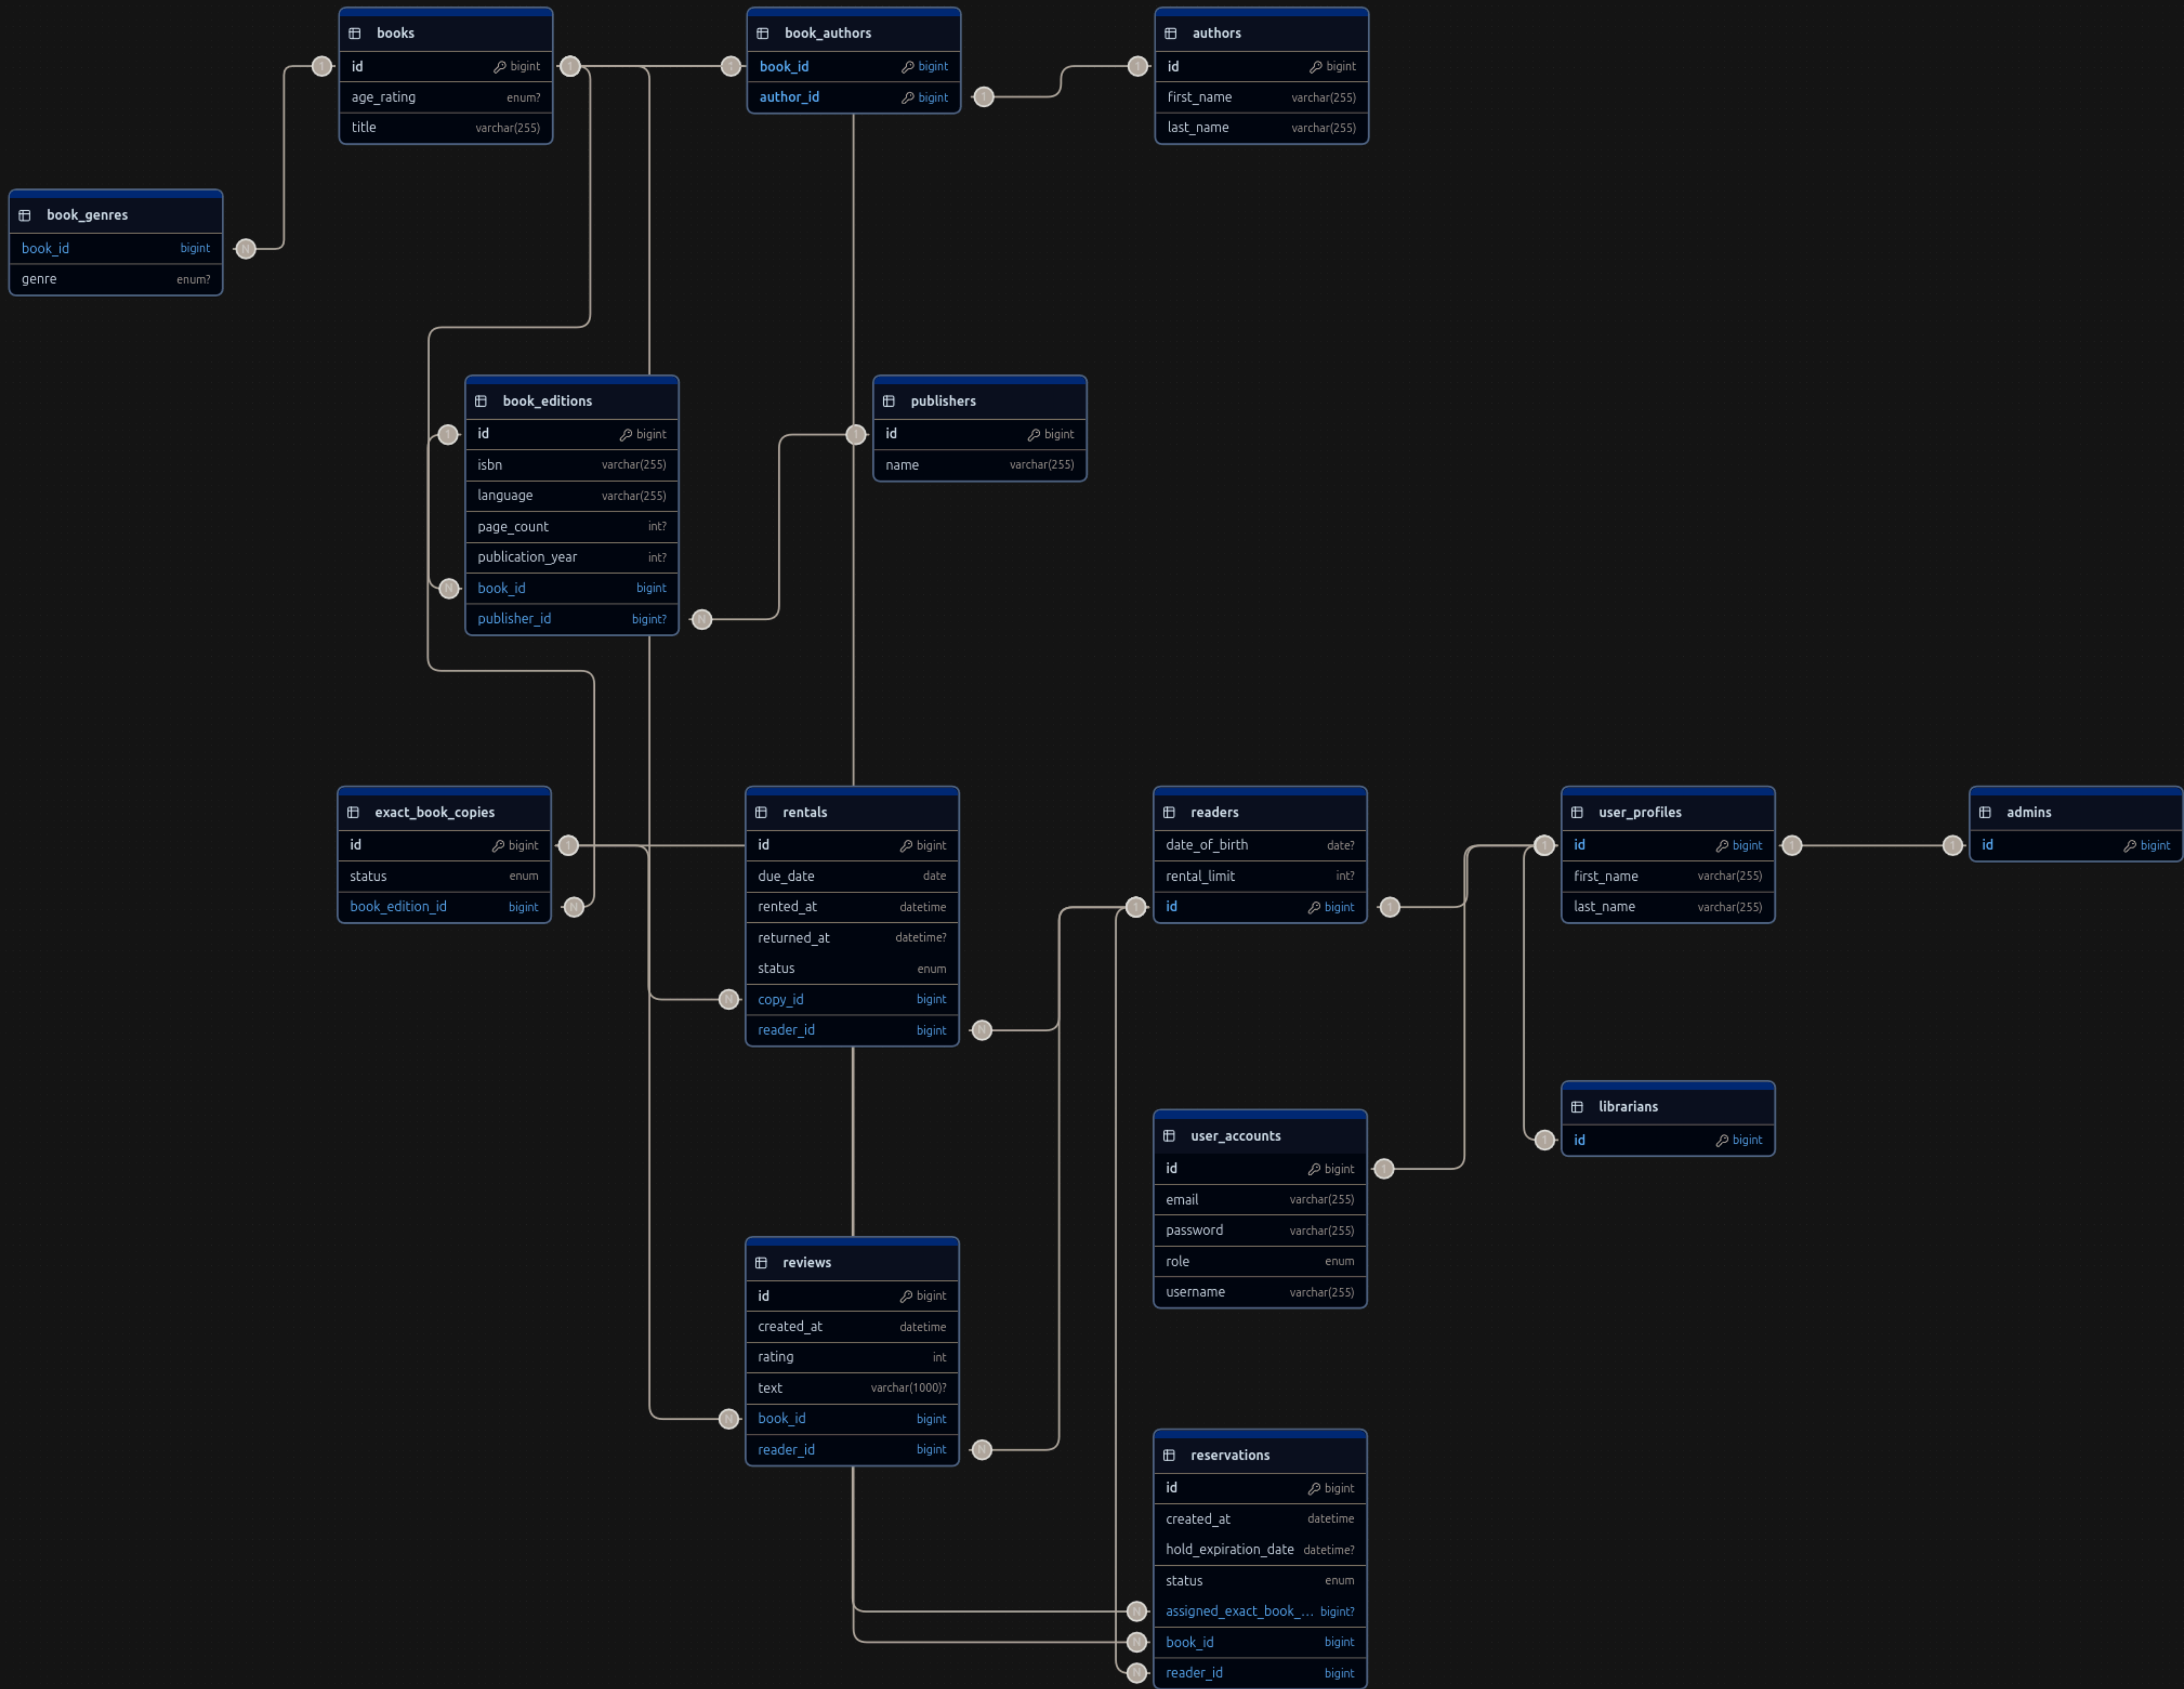 books
id bigint
age_rating enum?
title varchar(255)
book_authors
book_id bigint
author_id bigint
authors
id bigint
first_name varchar(255)
last_name varchar(255)
book_genres
book_id bigint
genre enum?
book_editions
id bigint
isbn varchar(255)
language varchar(255)
page_count int?
publication_year int?
book_id bigint
publisher_id bigint?
publishers
id bigint
name varchar(255)
exact_book_copies
id bigint
status enum
book_edition_id bigint
rentals
id bigint
due_date date
rented_at datetime
returned_at datetime?
status enum
copy_id bigint
reader_id bigint
readers
date_of_birth date?
rental_limit int?
id bigint
user_profiles
id bigint
first_name varchar(255)
last_name varchar(255)
admins
id bigint
librarians
id bigint
user_accounts
id bigint
email varchar(255)
password varchar(255)
role enum
username varchar(255)
reviews
id bigint
created_at datetime
rating int
text varchar(1000)?
book_id bigint
reader_id bigint
reservations
id bigint
created_at datetime
hold_expiration_date datetime?
status enum
assigned_exact_book_... bigint?
book_id bigint
reader_id bigint